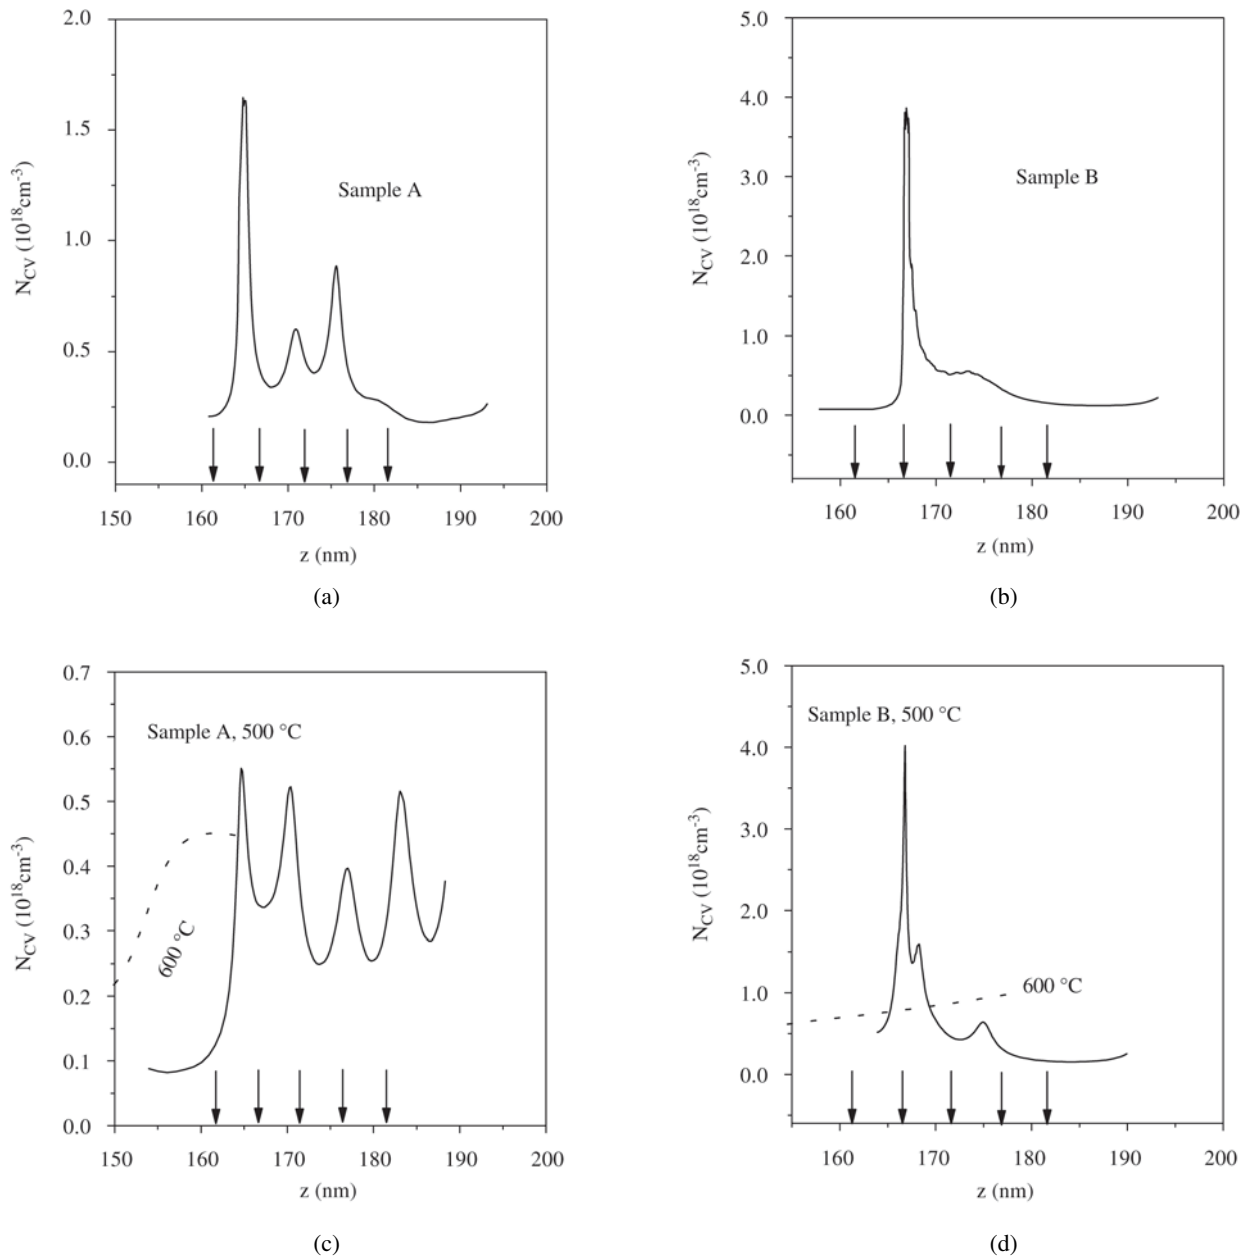 2.0
1.5
1.0
0.5
0.0
N_CV (10^18cm^-3)
Sample A
150 160 170 180 190 200
z (nm)
(a)
5.0
4.0
3.0
2.0
1.0
0.0
N_CV (10^18cm^-3)
Sample B
160 170 180 190 200
z (nm)
(b)
0.7
0.6
0.5
0.4
0.3
0.2
0.1
0.0
N_CV (10^18cm^-3)
Sample A, 500 °C
600 °C
150 160 170 180 190 200
z (nm)
(c)
5.0
4.0
3.0
2.0
1.0
0.0
N_CV (10^18cm^-3)
Sample B, 500 °C
600 °C
160 170 180 190 200
z (nm)
(d)